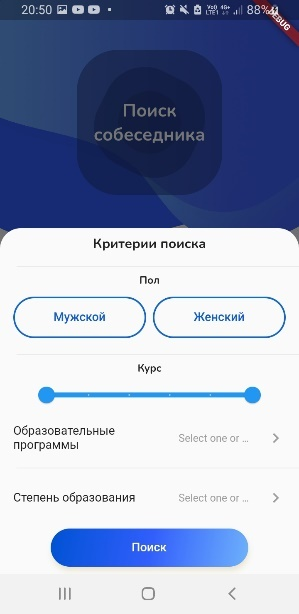 20:50
88%
DEBUG
Поиск
собеседника
Критерии поиска
Пол
Мужской
Женский
Курс
Образовательные
программы
Select one or ...
Степень образования
Select one or ...
Поиск